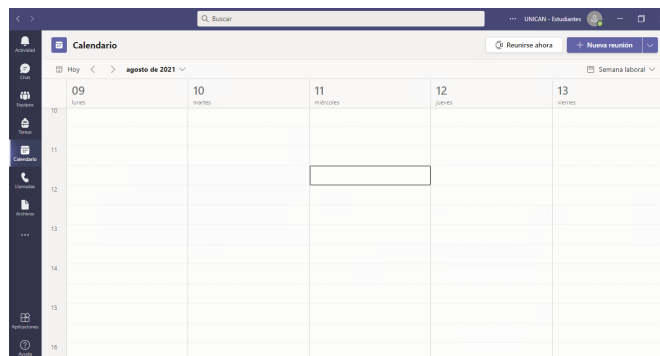 Buscar
UNICAN - Estudiantes
Actividad
Chat
Equipos
Tareas
Calendario
Llamadas
Archivos
Aplicaciones
Ayuda
Calendario
Reunirse ahora
+ Nueva reunión
Hoy
agosto de 2021
Semana laboral
09
lunes
10
martes
11
miércoles
12
jueves
13
viernes
10
11
12
13
14
15
16